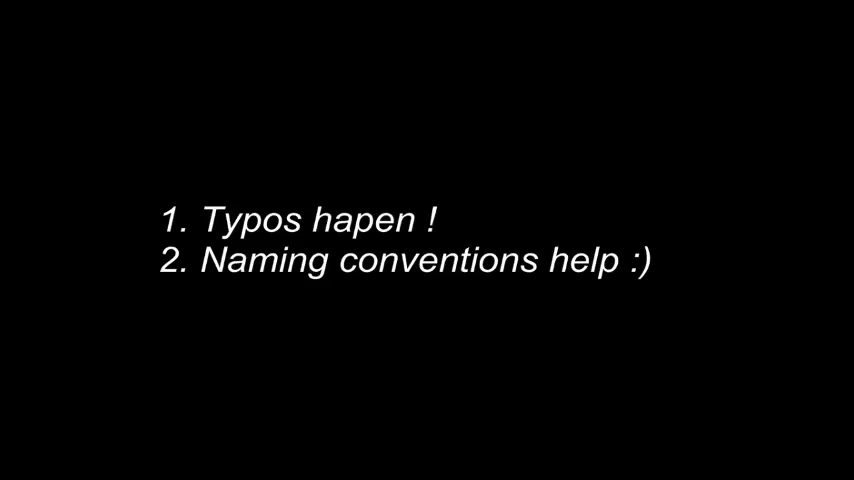 1. Typos hapen !
2. Naming conventions help :)